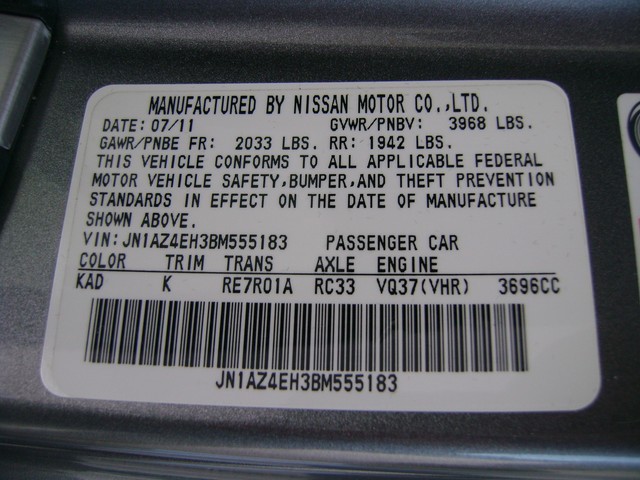 MANUFACTURED BY NISSAN MOTOR CO.,LTD.
DATE: 07/11 GVWR/PNBV: 3968 LBS.
GAWR/PNBE FR: 2033 LBS. RR: 1942 LBS.
THIS VEHICLE CONFORMS TO ALL APPLICABLE FEDERAL
MOTOR VEHICLE SAFETY,BUMPER,AND THEFT PREVENTION
STANDARDS IN EFFECT ON THE DATE OF MANUFACTURE
SHOWN ABOVE.
VIN: JN1AZ4EH3BM555183 PASSENGER CAR
COLOR TRIM TRANS AXLE ENGINE
KAD K RE7R01A RC33 VQ37(VHR) 3696CC
JN1AZ4EH3BM555183